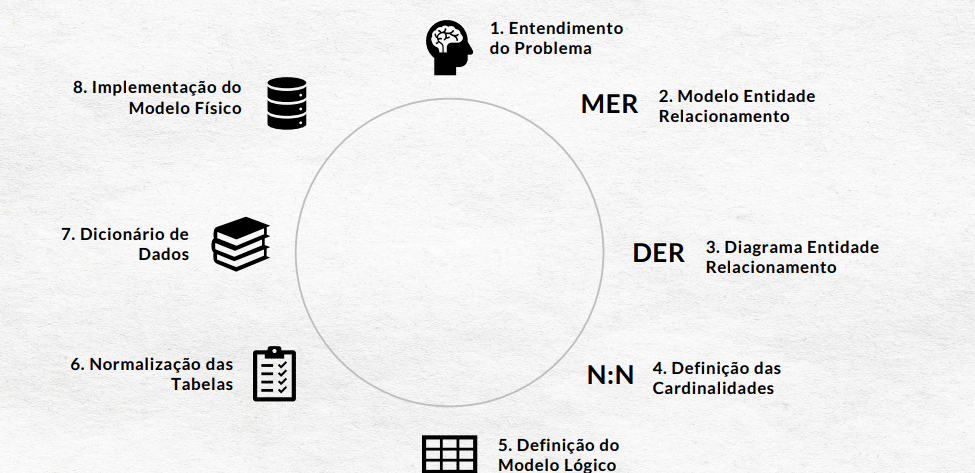 1. Entendimento
do Problema
MER
2. Modelo Entidade
Relacionamento
DER
3. Diagrama Entidade
Relacionamento
N:N
4. Definição das
Cardinalidades
5. Definição do
Modelo Lógico
6. Normalização das
Tabelas
7. Dicionário de
Dados
8. Implementação do
Modelo Físico